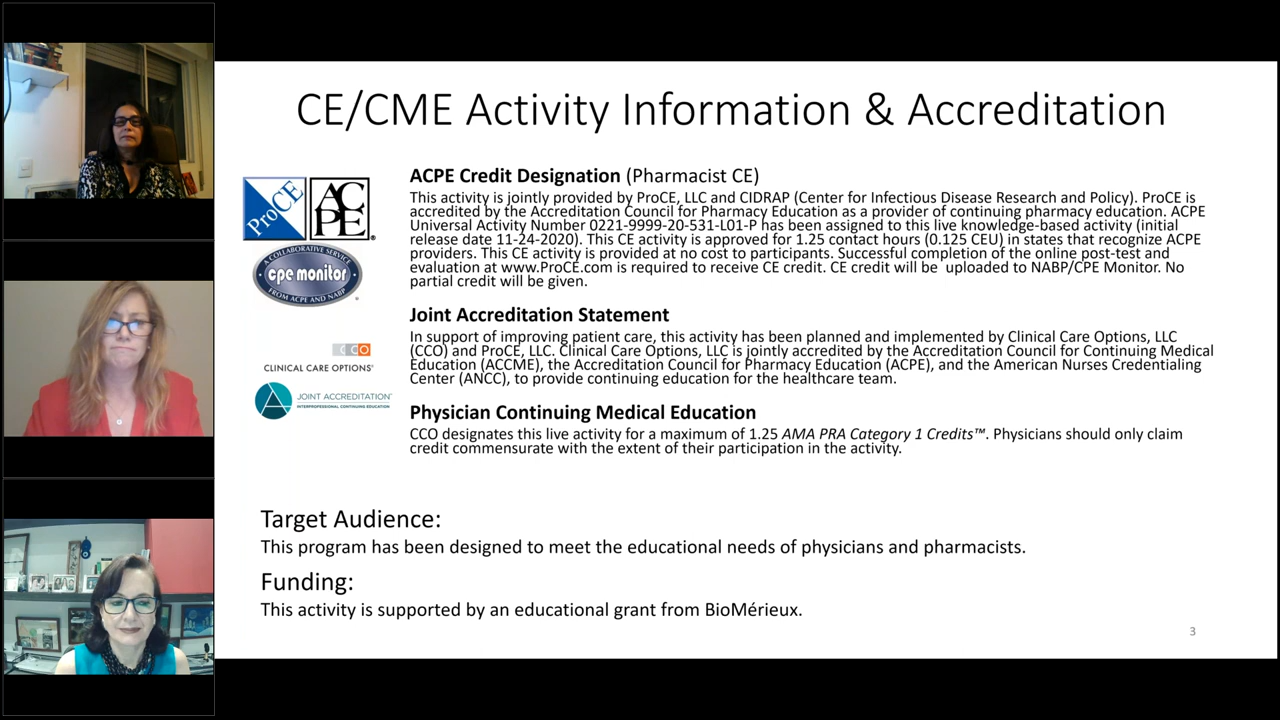 CE/CME Activity Information & Accreditation
ProCE
AC
PE
®
A COLLABORATIVE SERVICE
cpe monitor
FROM ACPE AND NABP
CCO
CLINICAL CARE OPTIONS®
JOINT ACCREDITATION™
INTERPROFESSIONAL CONTINUING EDUCATION
ACPE Credit Designation (Pharmacist CE)
This activity is jointly provided by ProCE, LLC and CIDRAP (Center for Infectious Disease Research and Policy). ProCE is
accredited by the Accreditation Council for Pharmacy Education as a provider of continuing pharmacy education. ACPE
Universal Activity Number 0221-9999-20-531-L01-P has been assigned to this live knowledge-based activity (initial
release date 11-24-2020). This CE activity is approved for 1.25 contact hours (0.125 CEU) in states that recognize ACPE
providers. This CE activity is provided at no cost to participants. Successful completion of the online post-test and
evaluation at www.ProCE.com is required to receive CE credit. CE credit will be  uploaded to NABP/CPE Monitor. No
partial credit will be given.
Joint Accreditation Statement
In support of improving patient care, this activity has been planned and implemented by Clinical Care Options, LLC
(CCO) and ProCE, LLC. Clinical Care Options, LLC is jointly accredited by the Accreditation Council for Continuing Medical
Education (ACCME), the Accreditation Council for Pharmacy Education (ACPE), and the American Nurses Credentialing
Center (ANCC), to provide continuing education for the healthcare team.
Physician Continuing Medical Education
CCO designates this live activity for a maximum of 1.25 AMA PRA Category 1 Credits™. Physicians should only claim
credit commensurate with the extent of their participation in the activity.
Target Audience:
This program has been designed to meet the educational needs of physicians and pharmacists.
Funding:
This activity is supported by an educational grant from BioMérieux.
3